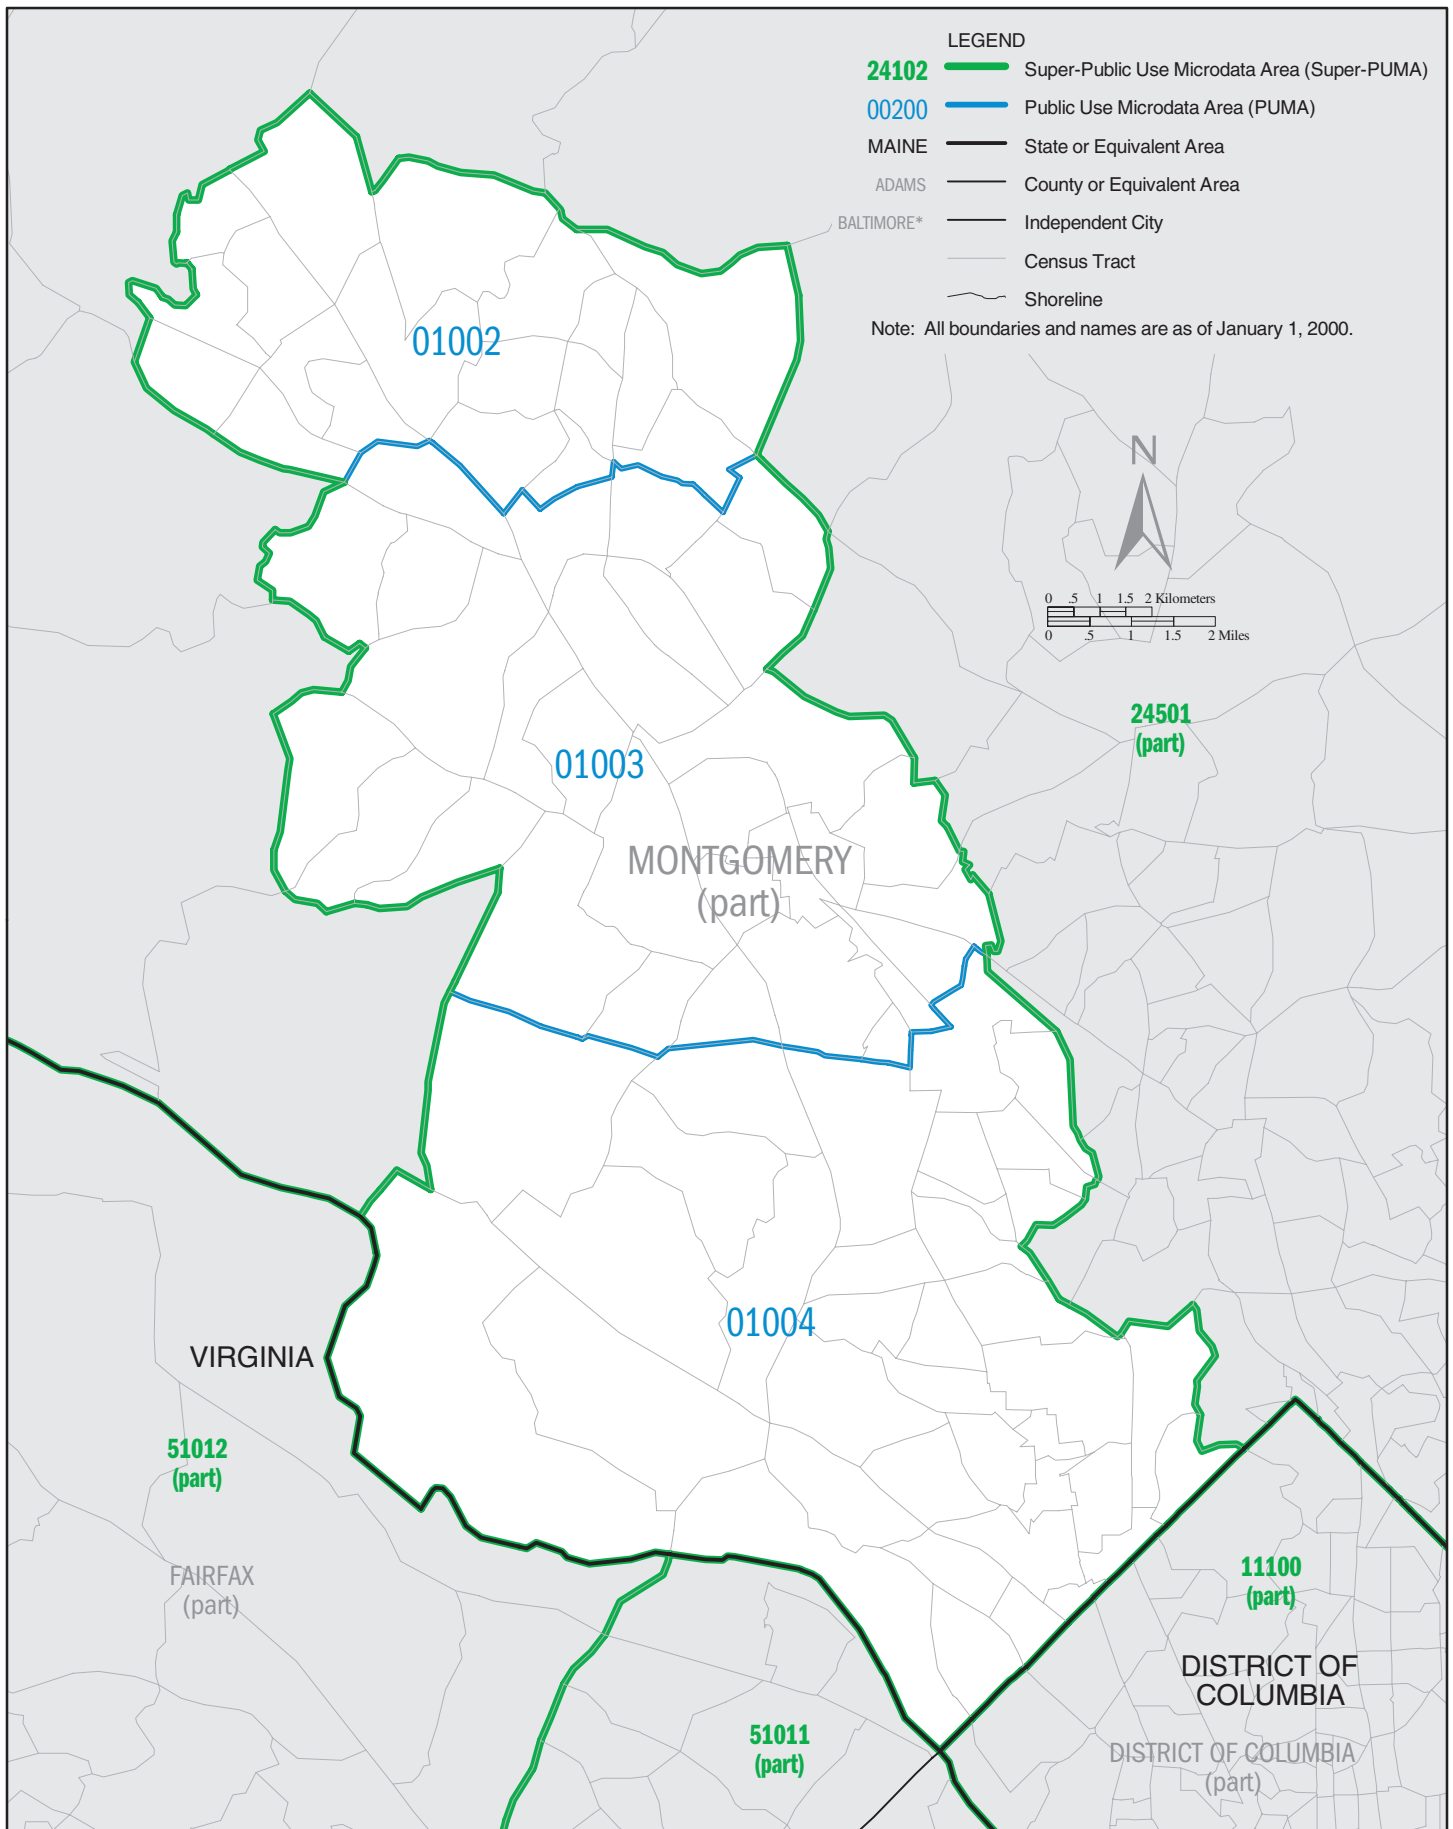 LEGEND
24102 Super-Public Use Microdata Area (Super-PUMA)
00200 Public Use Microdata Area (PUMA)
MAINE State or Equivalent Area
ADAMS County or Equivalent Area
BALTIMORE* Independent City
Census Tract
Shoreline
Note: All boundaries and names are as of January 1, 2000.
01002
N
0 .5 1 1.5 2 Kilometers
0 .5 1 1.5 2 Miles
24501
(part)
01003
MONTGOMERY
(part)
01004
VIRGINIA
51012
(part)
FAIRFAX
(part)
11100
(part)
DISTRICT OF
COLUMBIA
51011
(part)
DISTRICT OF COLUMBIA
(part)